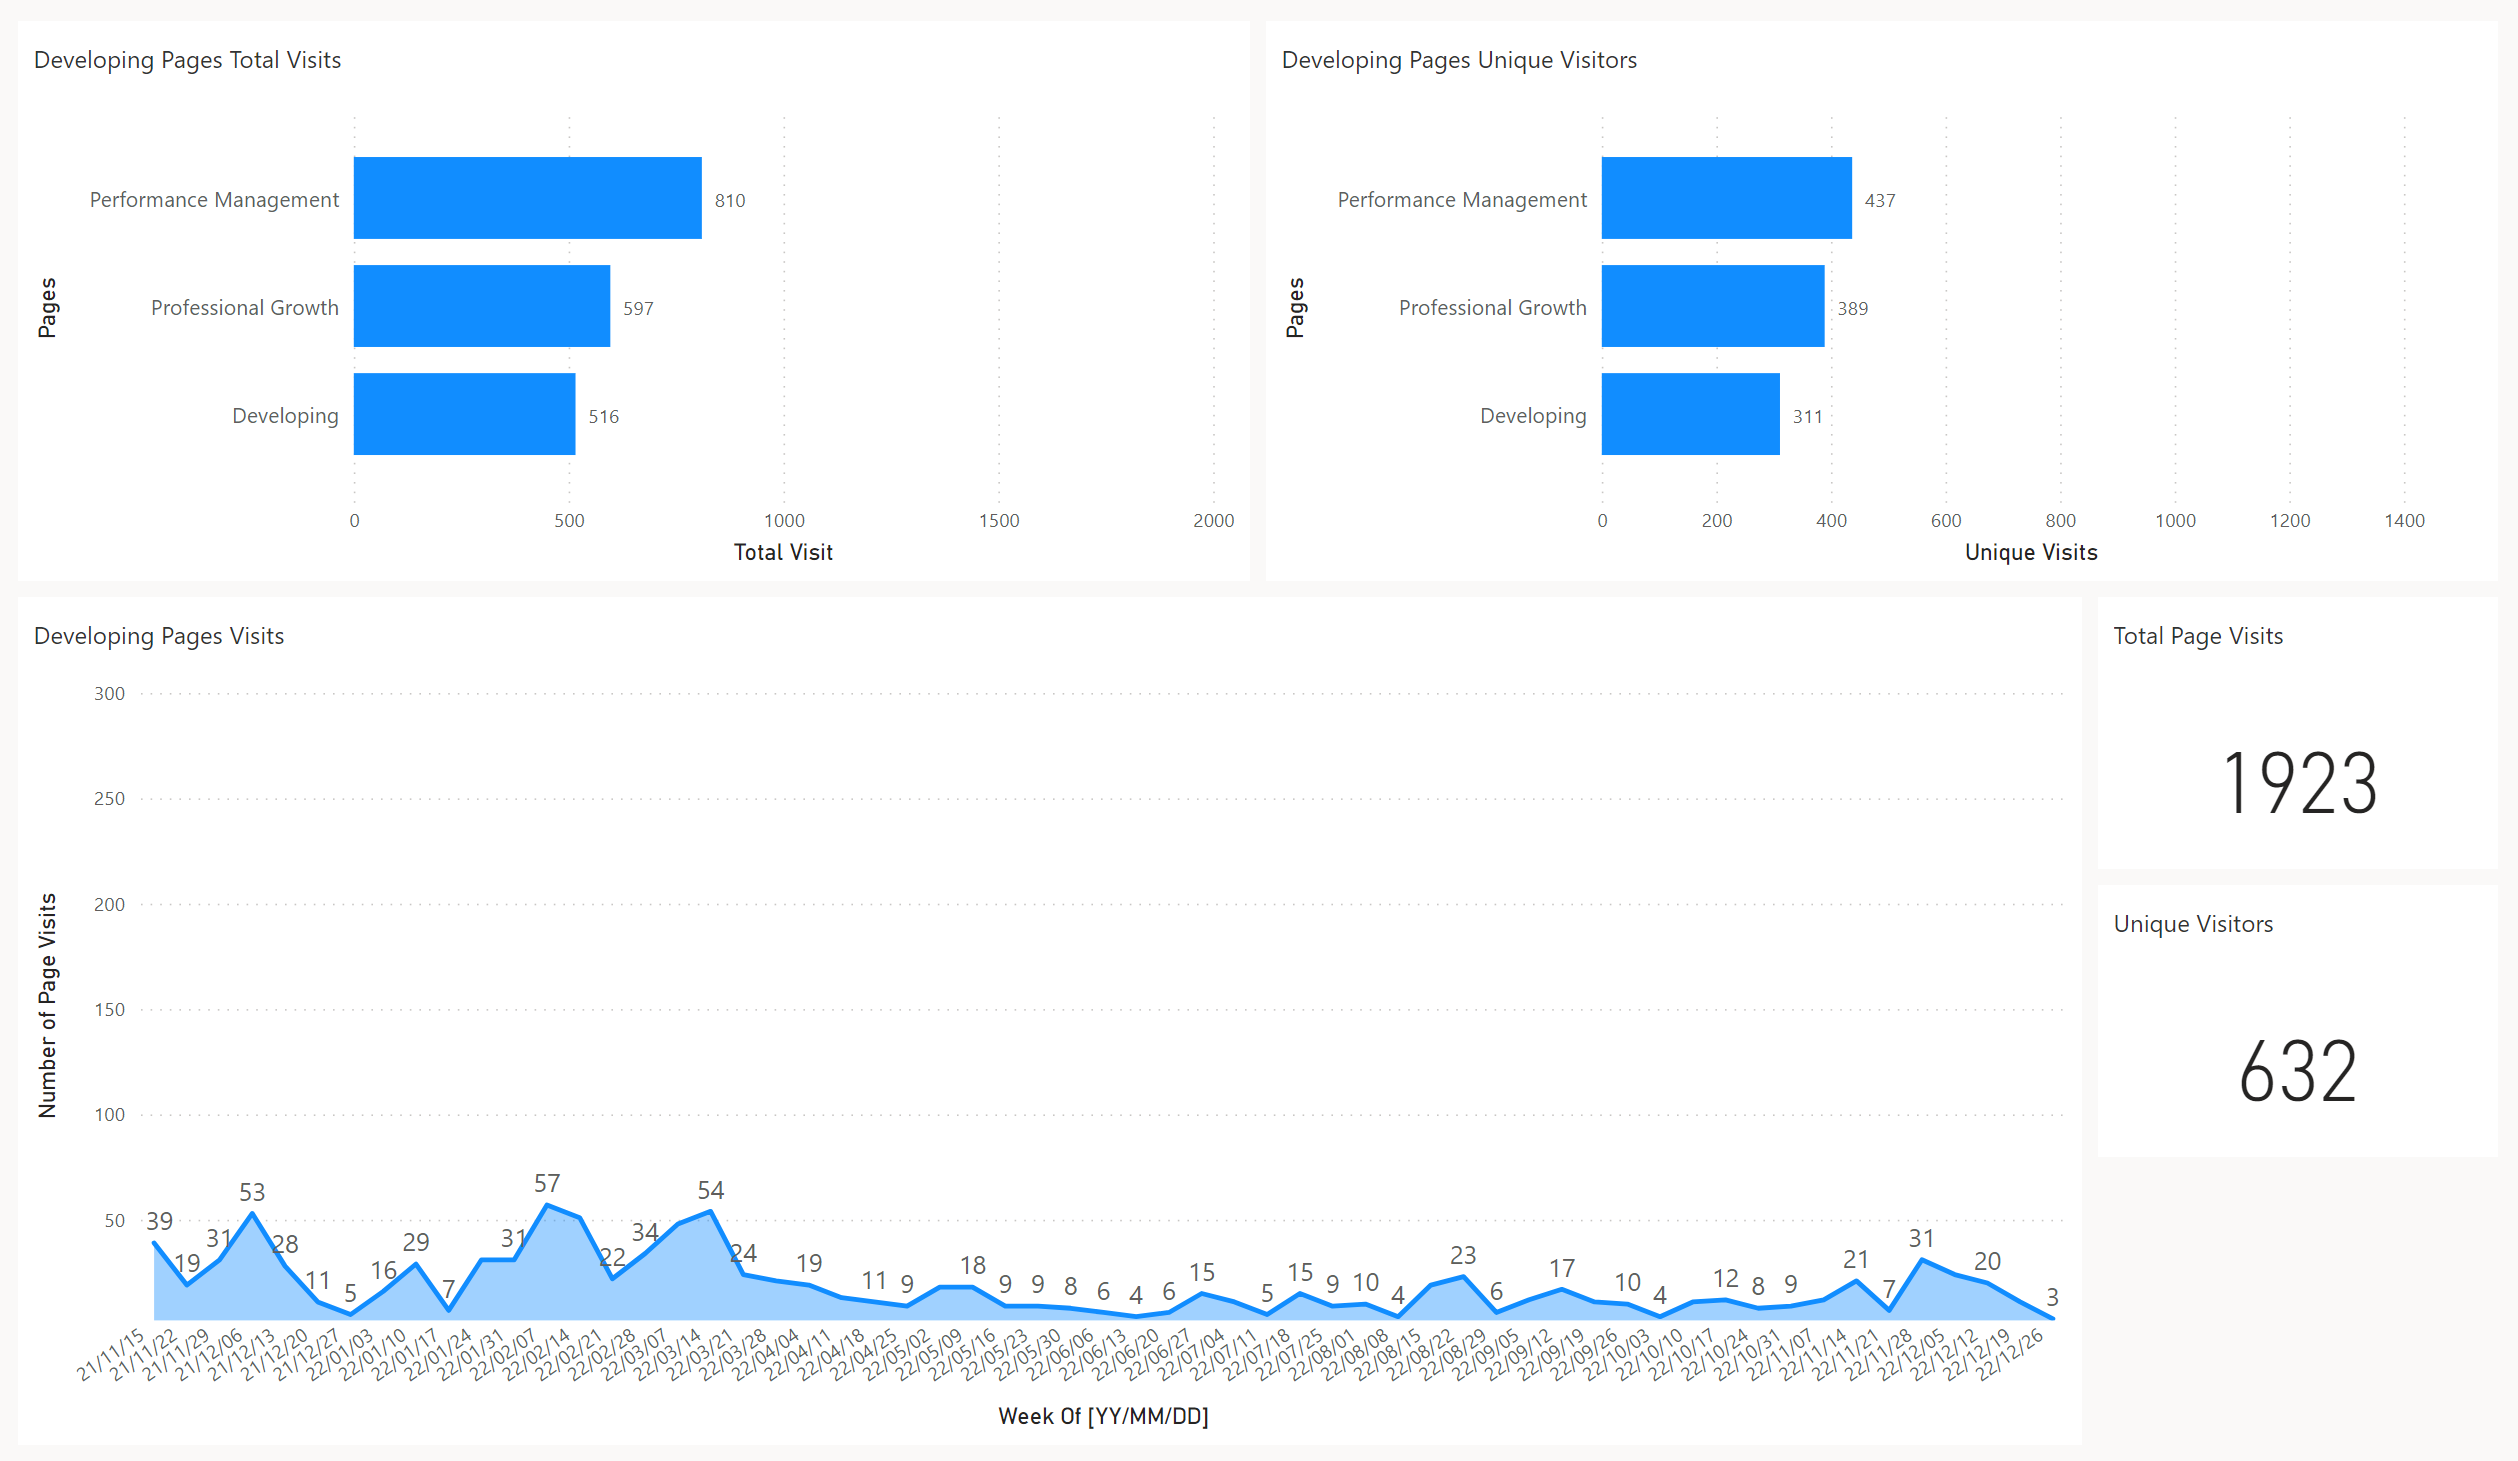 Developing Pages Total Visits
Pages
Performance Management 810
Professional Growth 597
Developing 516
0 500 1000 1500 2000
Total Visit
Developing Pages Unique Visitors
Pages
Performance Management 437
Professional Growth 389
Developing 311
0 200 400 600 800 1000 1200 1400
Unique Visits
Developing Pages Visits
Number of Page Visits
300
250
200
150
100
50
39 19 31 53 28 11 5 16 29 7 31 57 22 34 54 24 19 11 9 18 9 9 8 6 4 6 15 5 15 9 10 4 23 6 17 10 4 12 8 9 21 7 31 20 3
21/11/15 21/11/22 21/11/29 21/12/06 21/12/13 21/12/20 21/12/27 22/01/03 22/01/10 22/01/17 22/01/24 22/01/31 22/02/07 22/02/14 22/02/21 22/02/28 22/03/07 22/03/14 22/03/21 22/03/28 22/04/04 22/04/11 22/04/18 22/04/25 22/05/02 22/05/09 22/05/16 22/05/23 22/05/30 22/06/06 22/06/13 22/06/20 22/06/27 22/07/04 22/07/11 22/07/18 22/07/25 22/08/01 22/08/08 22/08/15 22/08/22 22/08/29 22/09/05 22/09/12 22/09/19 22/09/26 22/10/03 22/10/10 22/10/17 22/10/24 22/10/31 22/11/07 22/11/14 22/11/21 22/11/28 22/12/05 22/12/12 22/12/19 22/12/26
Week Of [YY/MM/DD]
Total Page Visits
1923
Unique Visitors
632